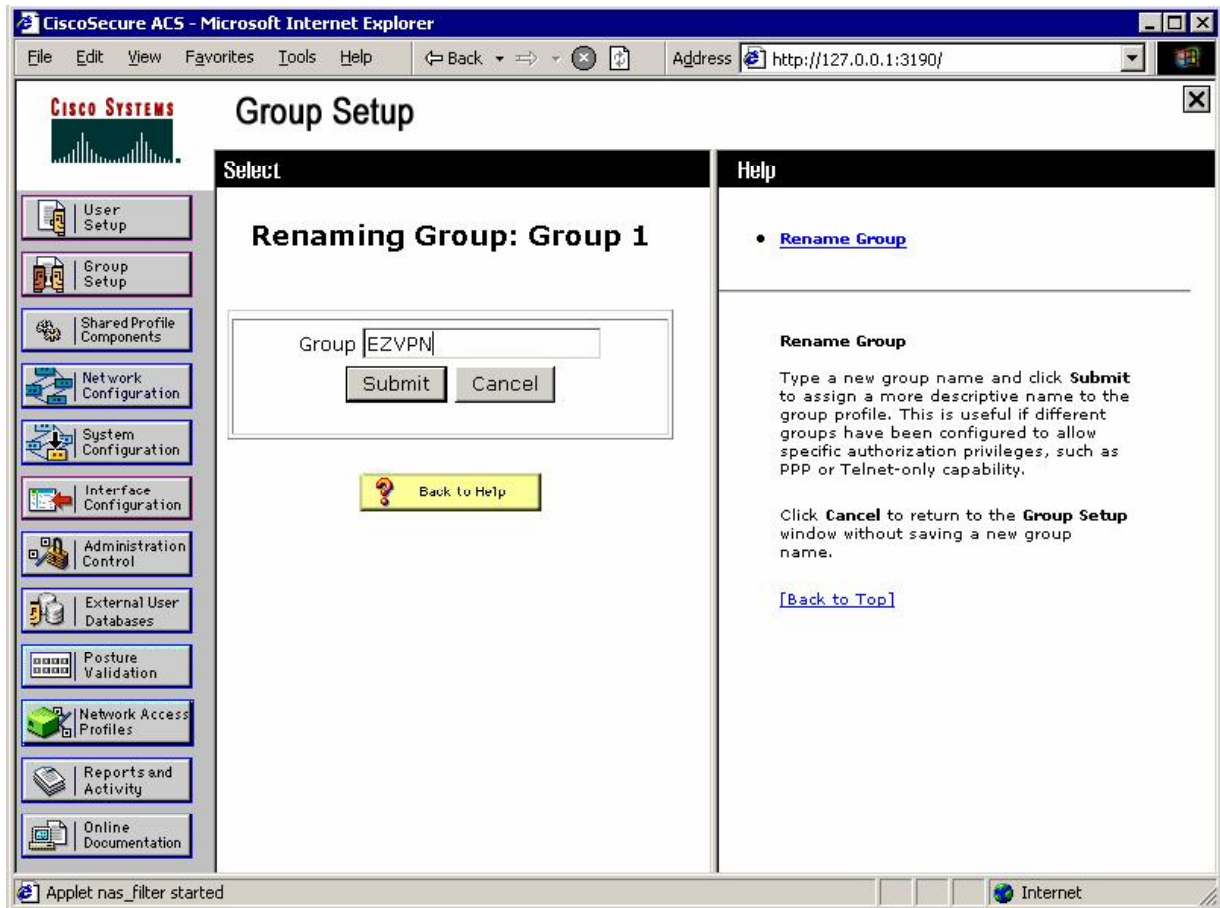 CiscoSecure ACS - Microsoft Internet Explorer
File Edit View Favorites Tools Help Back Address http://127.0.0.1:3190/
CISCO SYSTEMS
Group Setup
Select
Help
User
Setup
Group
Setup
Shared Profile
Components
Network
Configuration
System
Configuration
Interface
Configuration
Administration
Control
External User
Databases
Posture
Validation
Network Access
Profiles
Reports and
Activity
Online
Documentation
Renaming Group: Group 1
Group EZVPN
Submit Cancel
? Back to Help
• Rename Group
Rename Group
Type a new group name and click Submit
to assign a more descriptive name to the
group profile. This is useful if different
groups have been configured to allow
specific authorization privileges, such as
PPP or Telnet-only capability.
Click Cancel to return to the Group Setup
window without saving a new group
name.
[Back to Top]
Applet nas_filter started
Internet